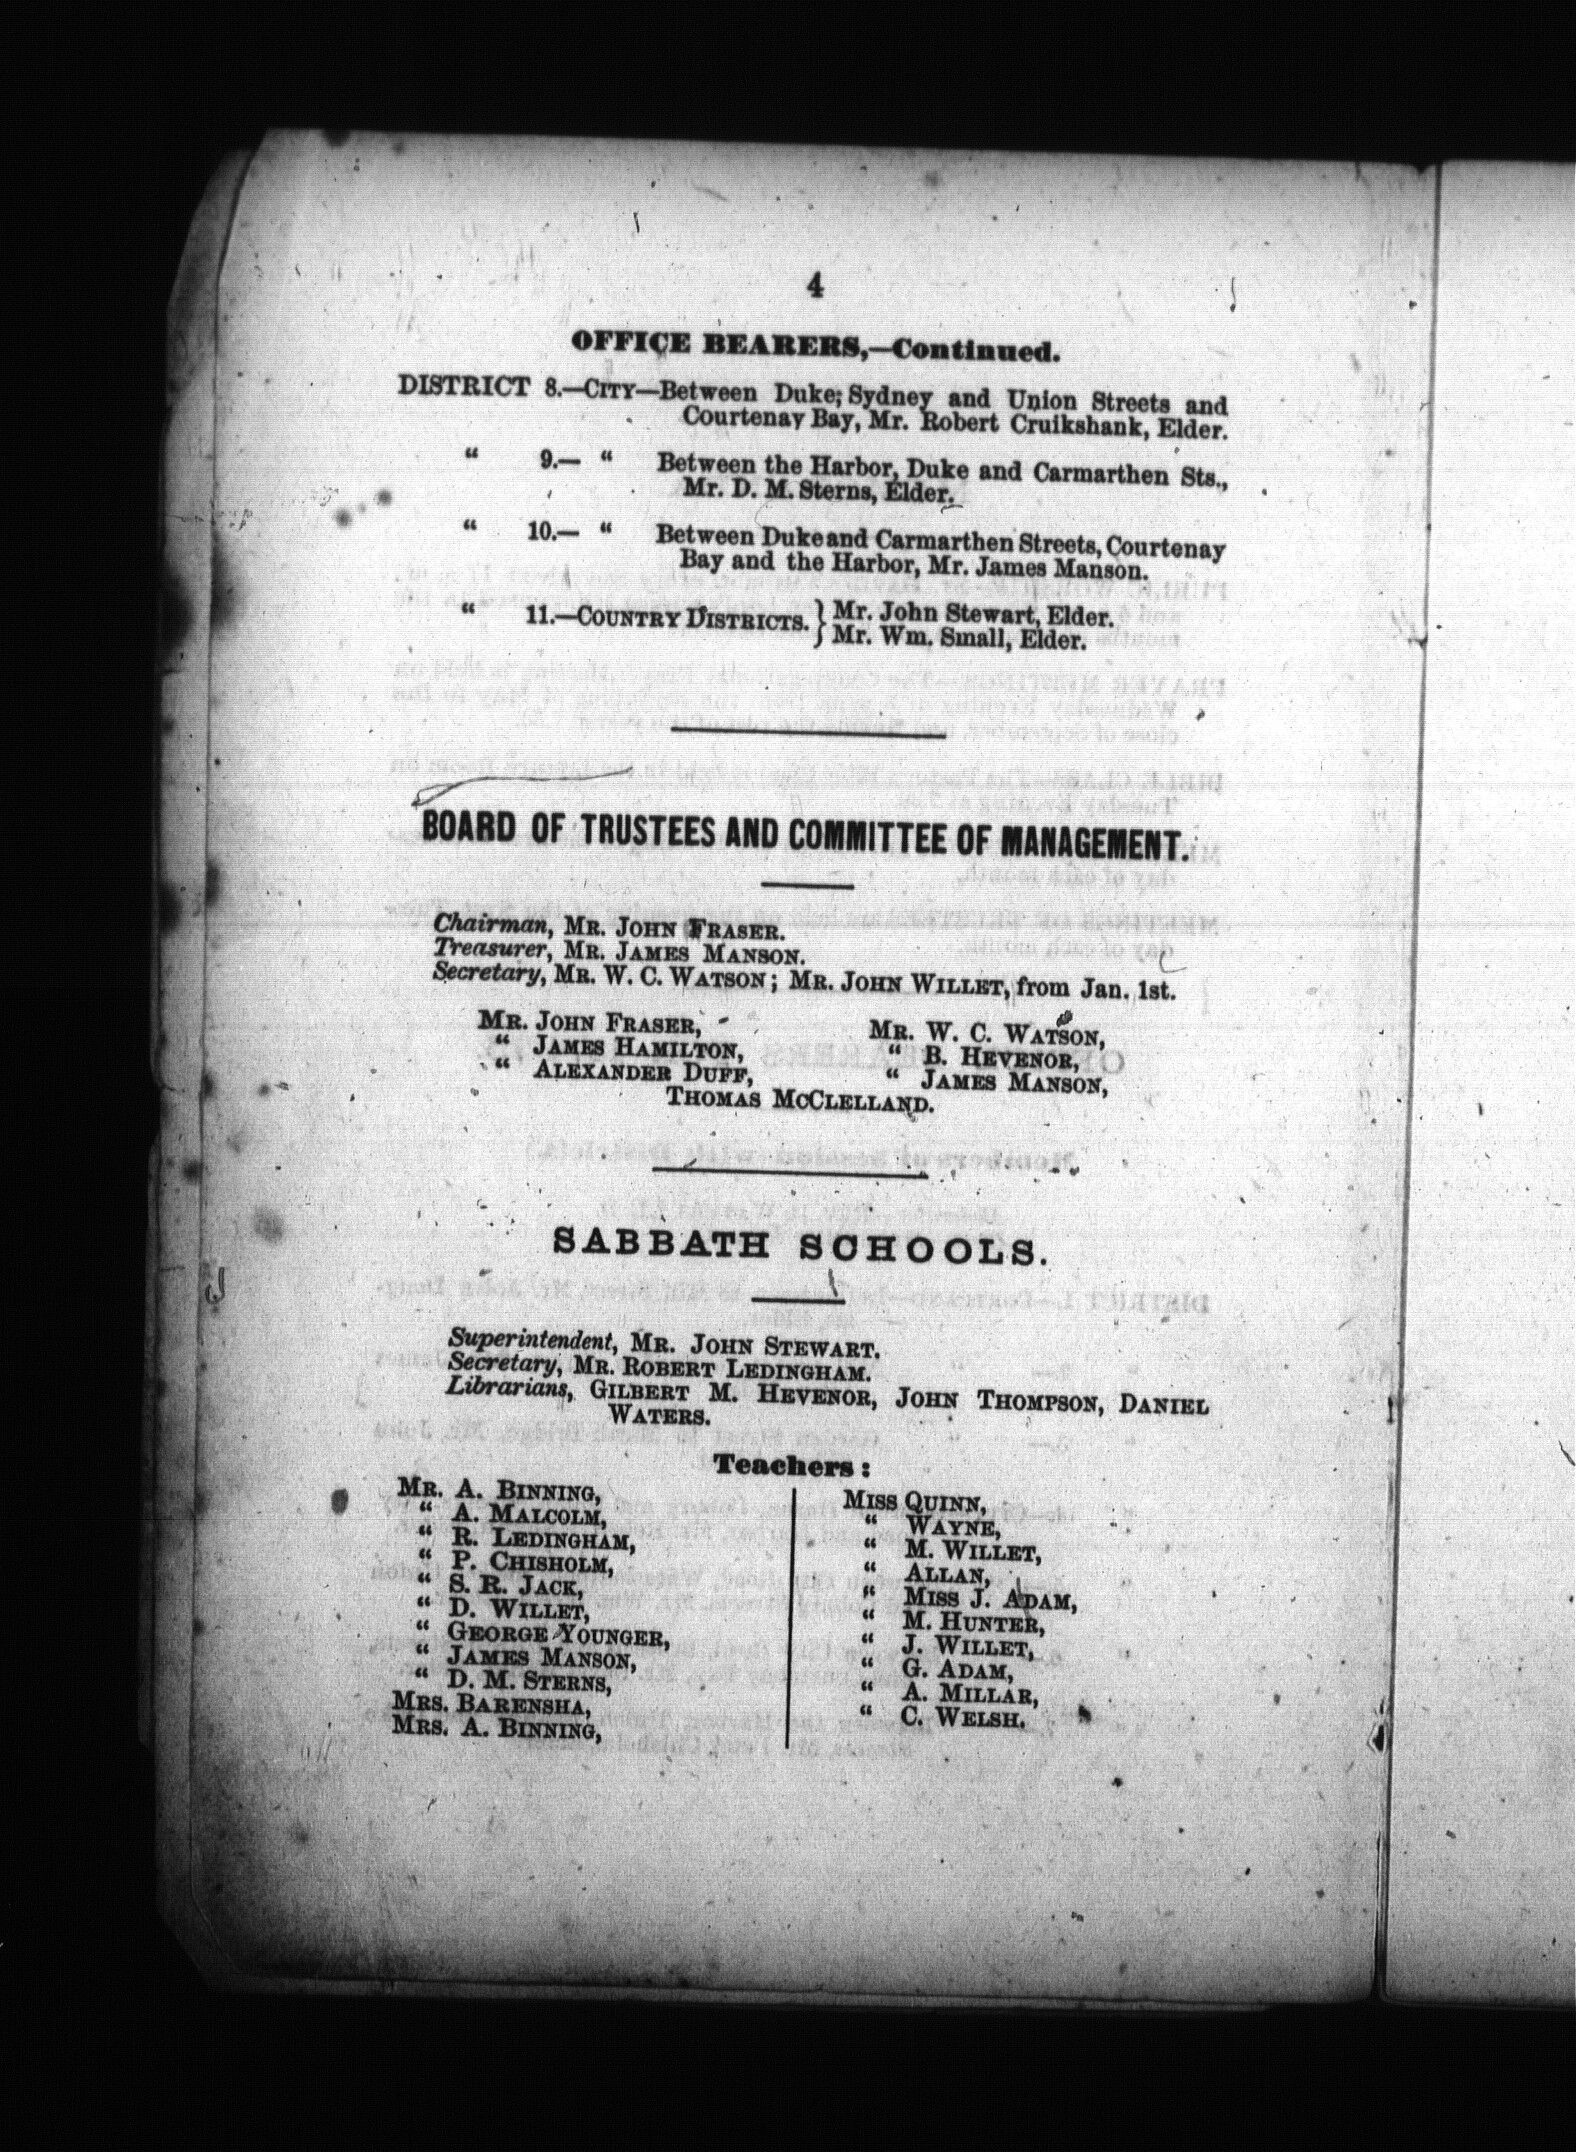 4
OFFICE BEARERS,—Continued.
DISTRICT 8.—CITY—Between Duke; Sydney and Union Streets and
Courtenay Bay, Mr. Robert Cruikshank, Elder.
" 9.— " Between the Harbor, Duke and Carmarthen Sts.,
Mr. D. M. Sterns, Elder.
" 10.— " Between Duke and Carmarthen Streets, Courtenay
Bay and the Harbor, Mr. James Manson.
" 11.—COUNTRY DISTRICTS. } Mr. John Stewart, Elder.
Mr. Wm. Small, Elder.
BOARD OF TRUSTEES AND COMMITTEE OF MANAGEMENT.
Chairman, MR. JOHN FRASER.
Treasurer, MR. JAMES MANSON.
Secretary, MR. W. C. WATSON; MR. JOHN WILLET, from Jan. 1st.
MR. JOHN FRASER, MR. W. C. WATSON,
" JAMES HAMILTON, " B. HEVENOR,
" ALEXANDER DUFF, " JAMES MANSON,
THOMAS MCCLELLAND.
SABBATH SCHOOLS.
Superintendent, MR. JOHN STEWART.
Secretary, MR. ROBERT LEDINGHAM.
Librarians, GILBERT M. HEVENOR, JOHN THOMPSON, DANIEL
WATERS.
Teachers:
MR. A. BINNING,
" A. MALCOLM,
" R. LEDINGHAM,
" P. CHISHOLM,
" S. R. JACK,
" D. WILLET,
" GEORGE YOUNGER,
" JAMES MANSON,
" D. M. STERNS,
MRS. BARENSHA,
MRS. A. BINNING,
MISS QUINN,
" WAYNE,
" M. WILLET,
" ALLAN,
" MISS J. ADAM,
" M. HUNTER,
" J. WILLET,
" G. ADAM,
" A. MILLAR,
" C. WELSH.